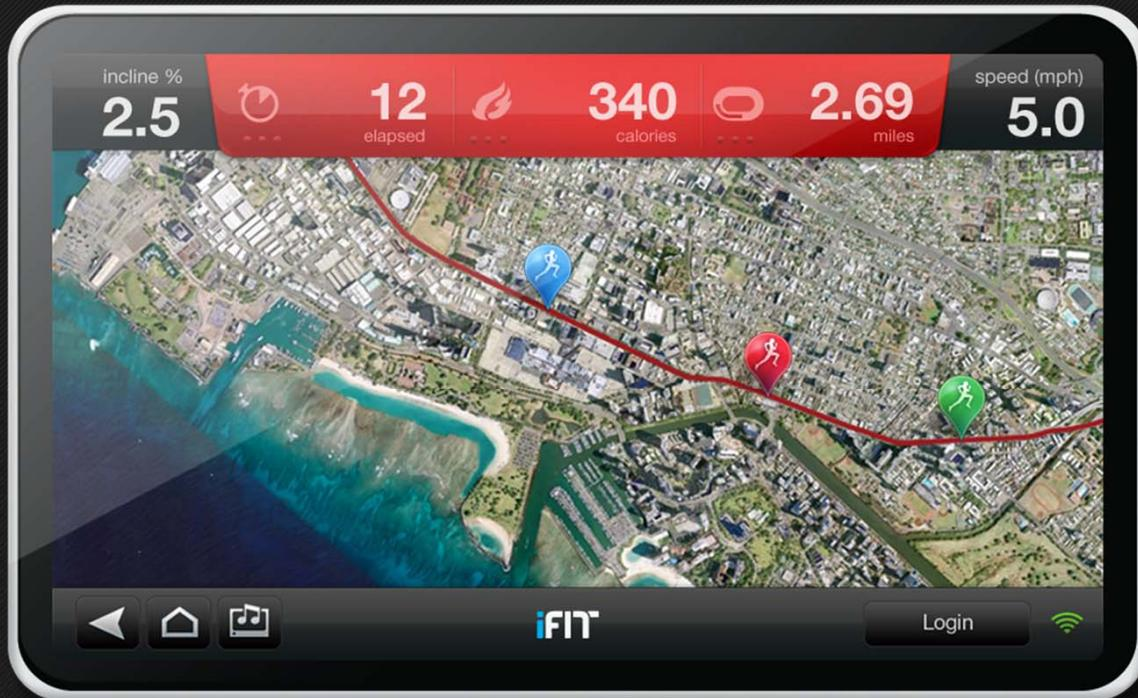 incline %
2.5
12
elapsed
340
calories
2.69
miles
speed (mph)
5.0
iFIT
Login